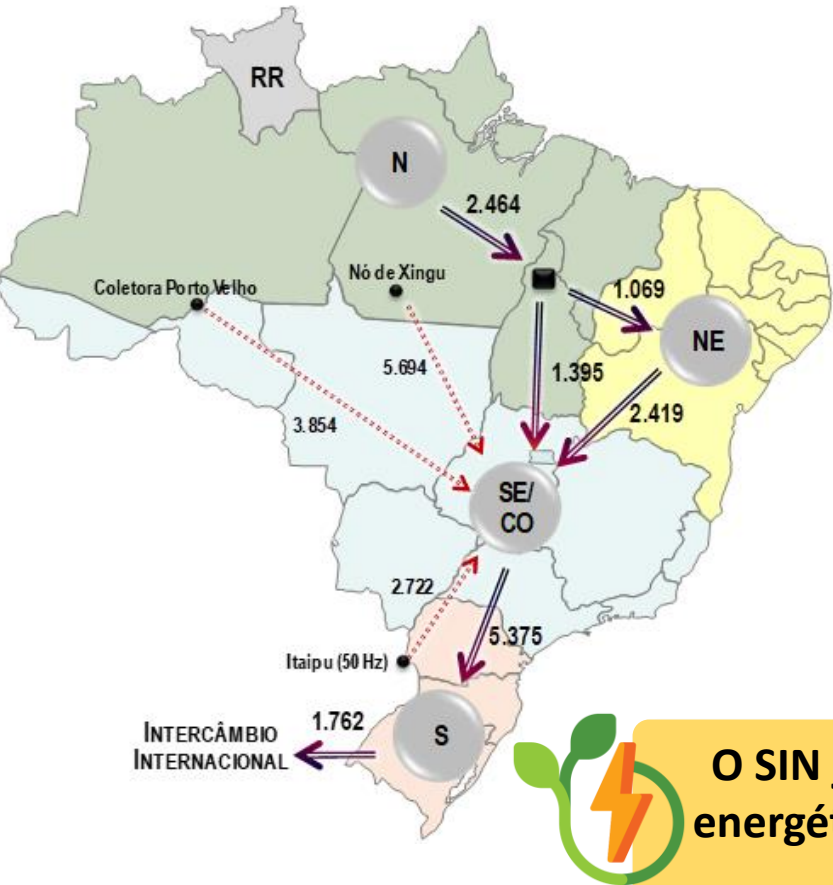 RR
N
2.464
Nó de Xingu
Coletora Porto Velho
1.069
NE
5.694
1.395
3.854
2.419
SE/
CO
2.722
5.375
Itaipu (50 Hz)
1.762
INTERCÂMBIO
INTERNACIONAL
S
O SIN
energé